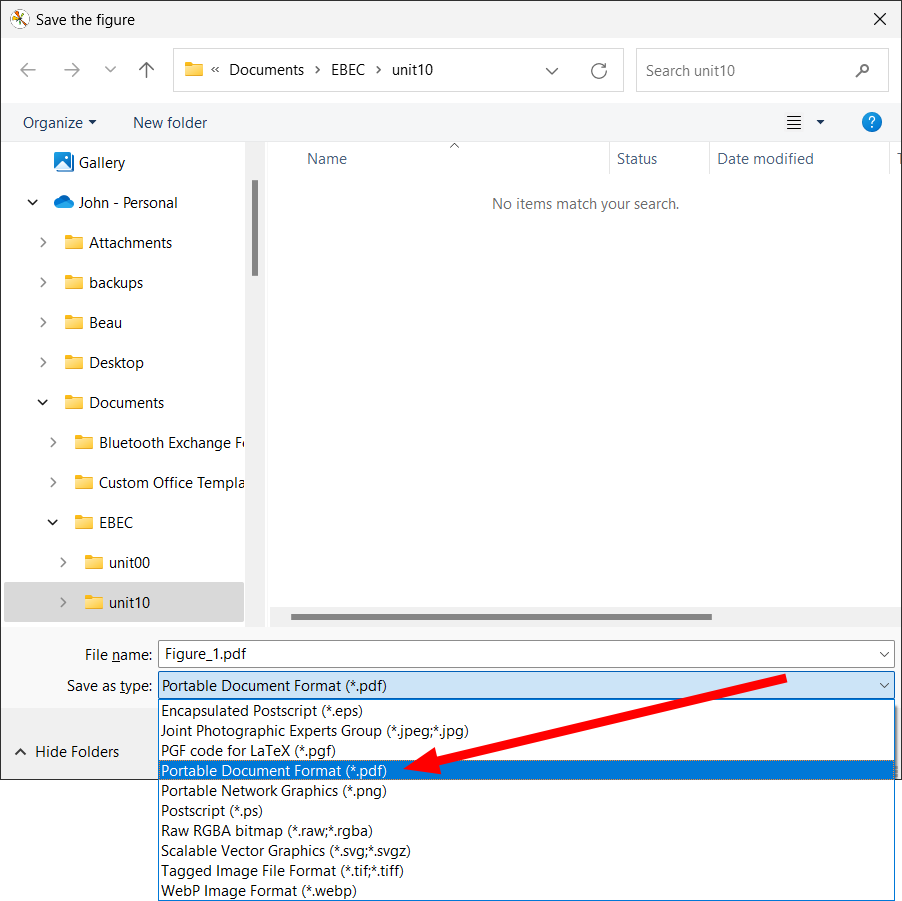 Save the figure
« Documents > EBEC > unit10
Search unit10
Organize
New folder
?
Name
Status
Date modified
No items match your search.
Gallery
John - Personal
Attachments
backups
Beau
Desktop
Documents
Bluetooth Exchange
Custom Office Templa
EBEC
unit00
unit10
File name: Figure_1.pdf
Save as type: Portable Document Format (*.pdf)
Encapsulated Postscript (*.eps)
Joint Photographic Experts Group (*.jpeg;*.jpg)
PGF code for LaTeX (*.pgf)
Portable Document Format (*.pdf)
Portable Network Graphics (*.png)
Postscript (*.ps)
Raw RGBA bitmap (*.raw;*.rgba)
Scalable Vector Graphics (*.svg;*.svgz)
Tagged Image File Format (*.tif;*.tiff)
WebP Image Format (*.webp)
Hide Folders